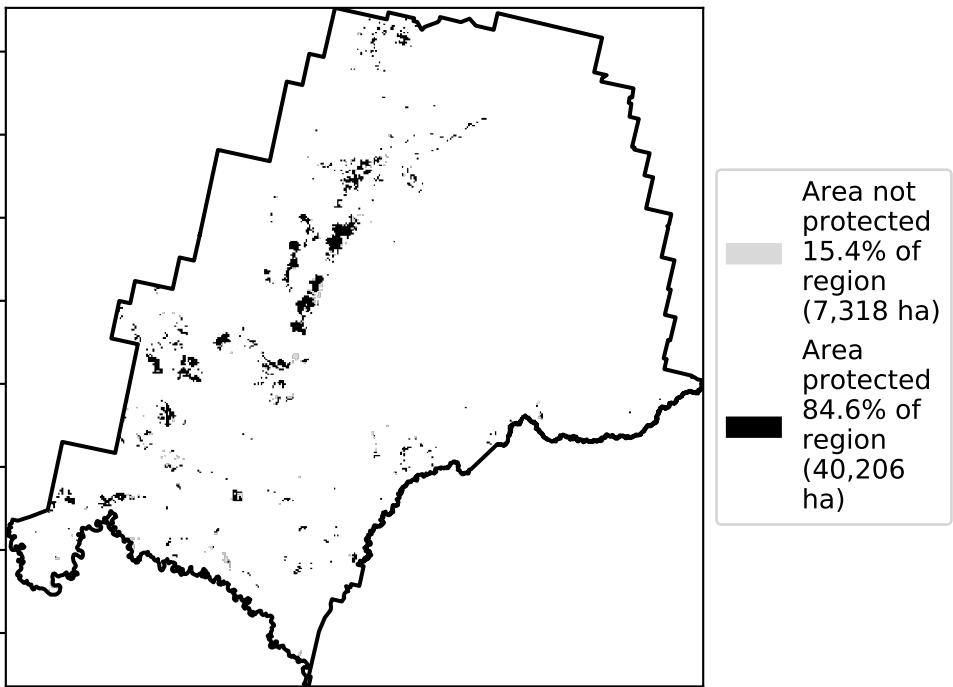 Area not
protected
15.4% of
region
(7,318 ha)
Area
protected
84.6% of
region
(40,206
ha)